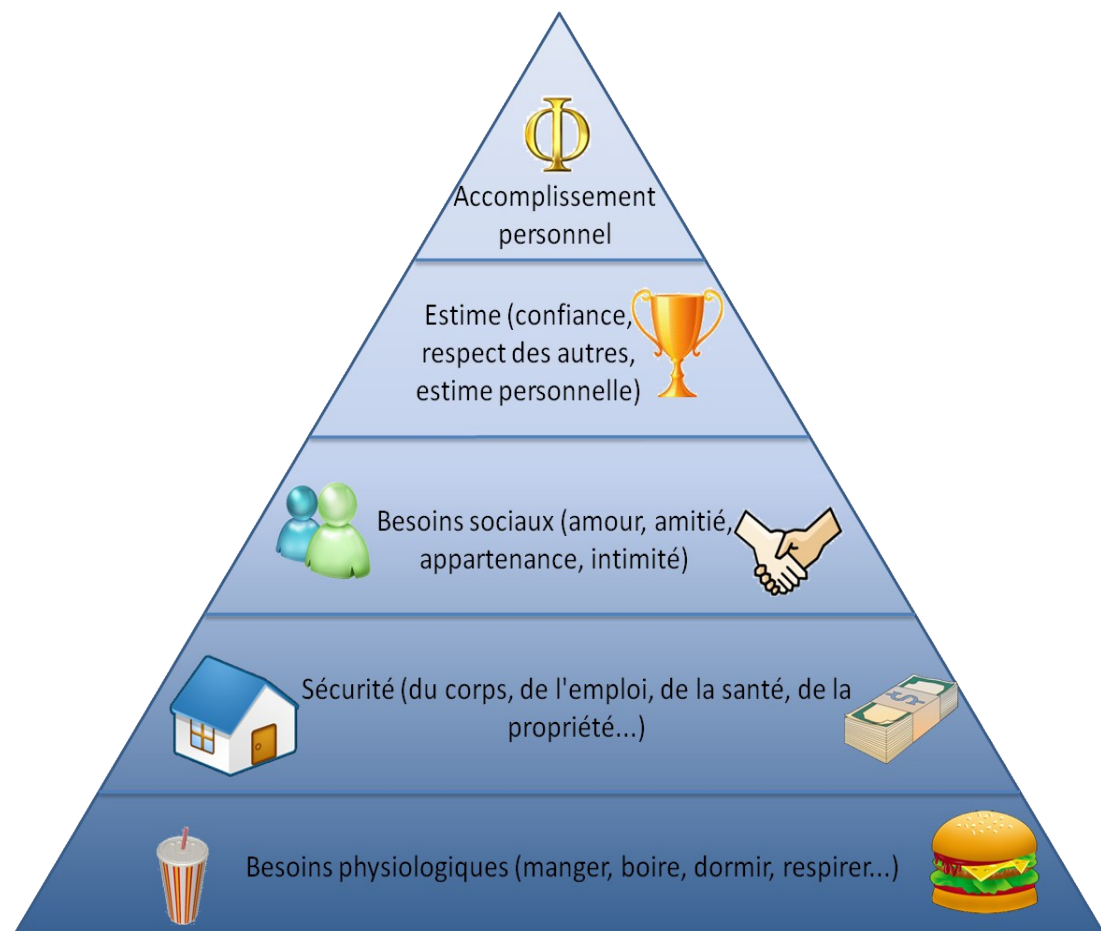 Φ
Accomplissement
personnel
Estime (confiance,
respect des autres,
estime personnelle)
Besoins sociaux (amour, amitié,
appartenance, intimité)
Sécurité (du corps, de l'emploi, de la santé, de la
propriété...)
Besoins physiologiques (manger, boire, dormir, respirer...)